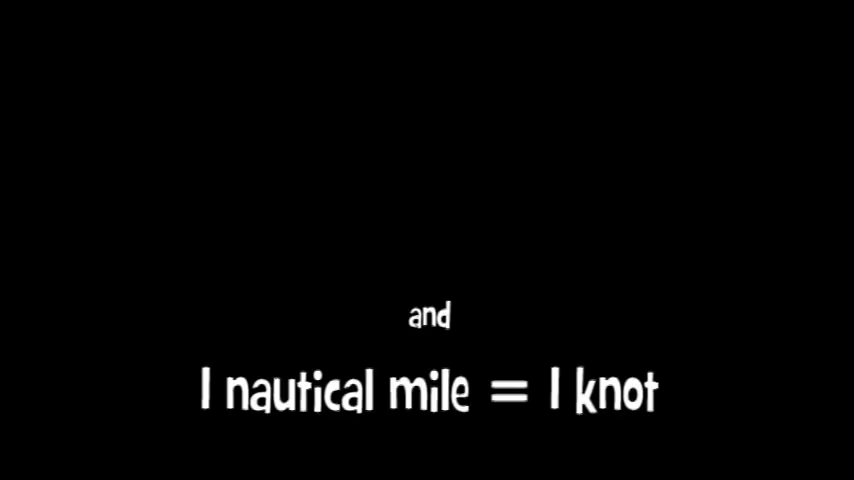 and
1 nautical mile = 1 knot